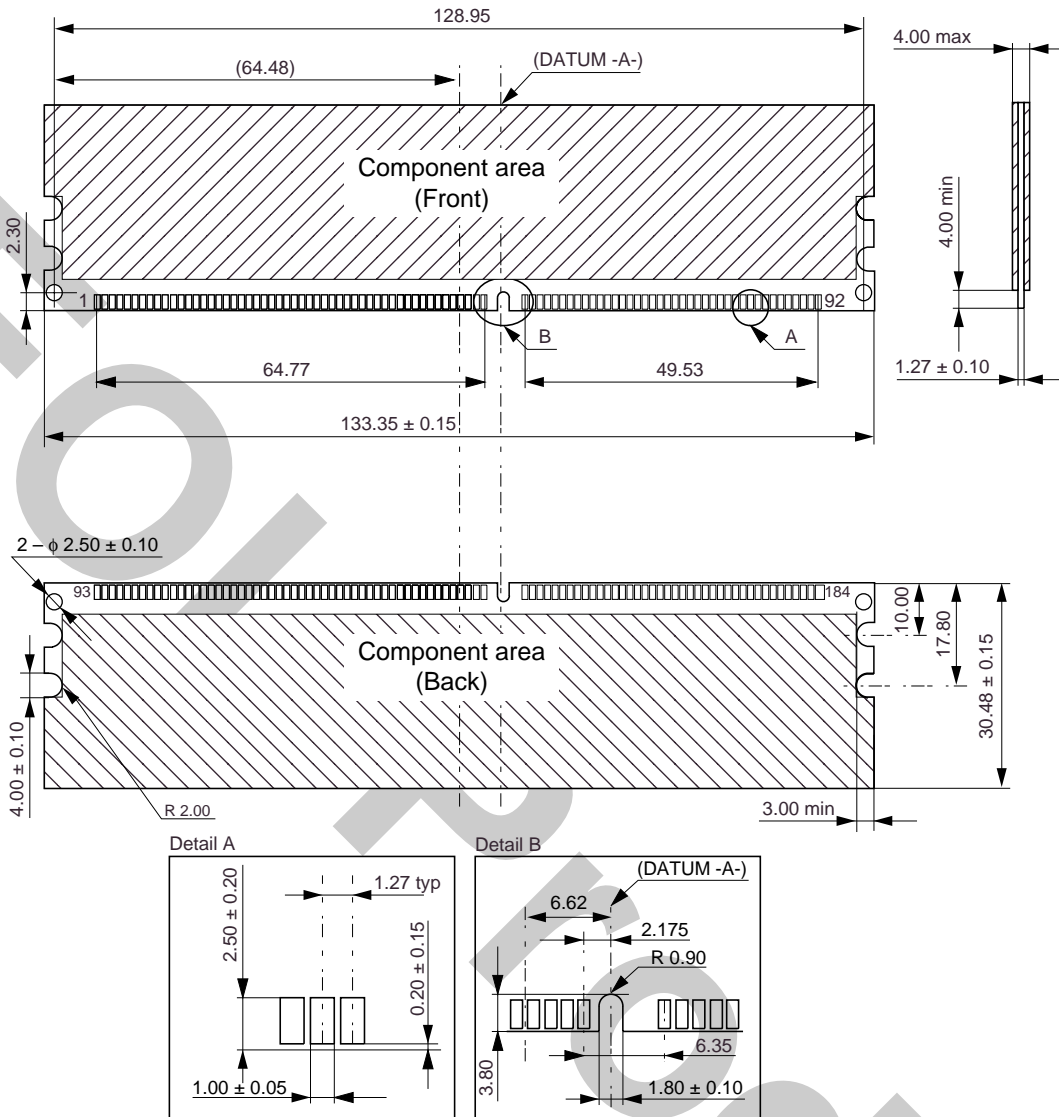 128.95
4.00 max
(64.48)
(DATUM -A-)
Component area
(Front)
2.30
4.00 min
1
92
B
A
64.77
49.53
1.27 ± 0.10
133.35 ± 0.15
2 – ϕ 2.50 ± 0.10
93
184
Component area
(Back)
10.00
17.80
30.48 ± 0.15
4.00 ± 0.10
R 2.00
3.00 min
Detail A
2.50 ± 0.20
1.27 typ
0.20 ± 0.15
1.00 ± 0.05
Detail B
(DATUM -A-)
6.62
2.175
R 0.90
3.80
6.35
1.80 ± 0.10